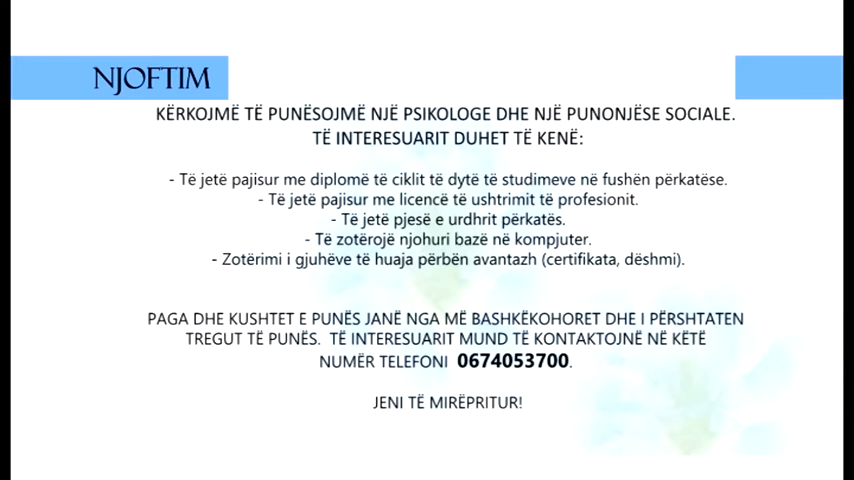 NJOFTIM
KËRKOJMË TË PUNËSOJMË NJË PSIKOLOGE DHE NJË PUNONJËSE SOCIALE.
TË INTERESUARIT DUHET TË KENË:
- Të jetë pajisur me diplomë të ciklit të dytë të studimeve në fushën përkatëse.
- Të jetë pajisur me licencë të ushtrimit të profesionit.
- Të jetë pjesë e urdhrit përkatës.
- Të zotërojë njohuri bazë në kompjuter.
- Zotërimi i gjuhëve të huaja përbën avantazh (certifikata, dëshmi).
PAGA DHE KUSHTET E PUNËS JANË NGA MË BASHKËKOHORET DHE I PËRSHTATEN
TREGUT TË PUNËS. TË INTERESUARIT MUND TË KONTAKTOJNË NË KËTË
NUMËR TELEFONI 0674053700.
JENI TË MIRËPRITUR!